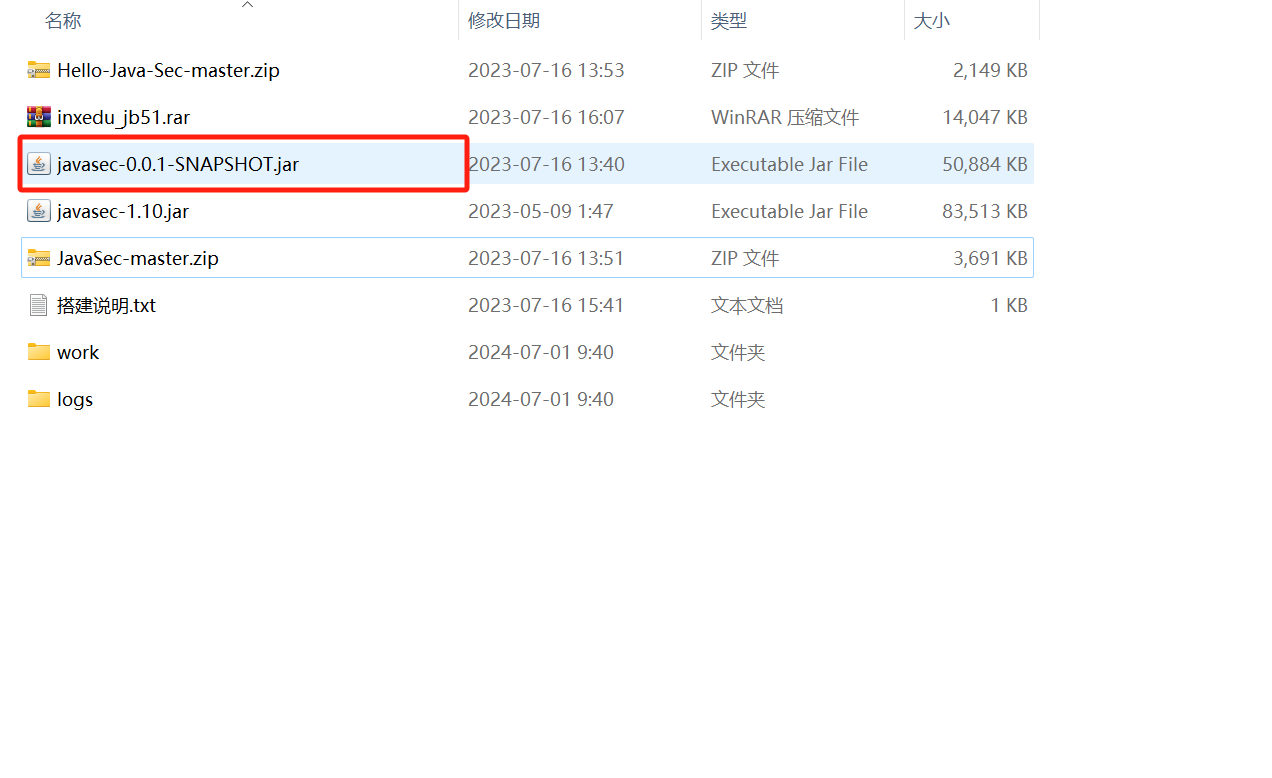 名称 修改日期 类型 大小
Hello-Java-Sec-master.zip 2023-07-16 13:53 ZIP 文件 2,149 KB
inxedu_jb51.rar 2023-07-16 16:07 WinRAR 压缩文件 14,047 KB
javasec-0.0.1-SNAPSHOT.jar 2023-07-16 13:40 Executable Jar File 50,884 KB
javasec-1.10.jar 2023-05-09 1:47 Executable Jar File 83,513 KB
JavaSec-master.zip 2023-07-16 13:51 ZIP 文件 3,691 KB
搭建说明.txt 2023-07-16 15:41 文本文档 1 KB
work 2024-07-01 9:40 文件夹
logs 2024-07-01 9:40 文件夹